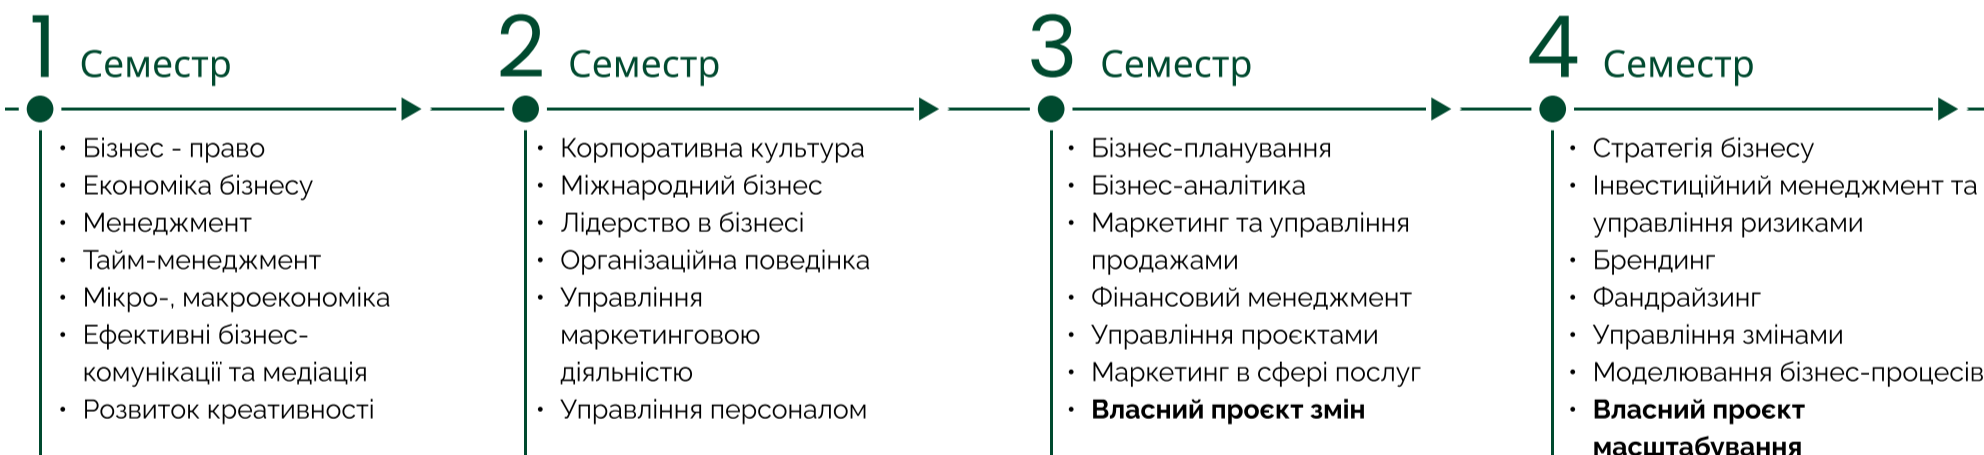 1 Семестр
• Бізнес - право
• Економіка бізнесу
• Менеджмент
• Тайм-менеджмент
• Мікро-, макроекономіка
• Ефективні бізнес-
комунікації та медіація
• Розвиток креативності
2 Семестр
• Корпоративна культура
• Міжнародний бізнес
• Лідерство в бізнесі
• Організаційна поведінка
• Управління
маркетинговою
діяльністю
• Управління персоналом
3 Семестр
• Бізнес-планування
• Бізнес-аналітика
• Маркетинг та управління
продажами
• Фінансовий менеджмент
• Управління проєктами
• Маркетинг в сфері послуг
• Власний проєкт змін
4 Семестр
• Стратегія бізнесу
• Інвестиційний менеджмент та
управління ризиками
• Брендинг
• Фандрайзинг
• Управління змінами
• Моделювання бізнес-процесів
• Власний проєкт
масштабування